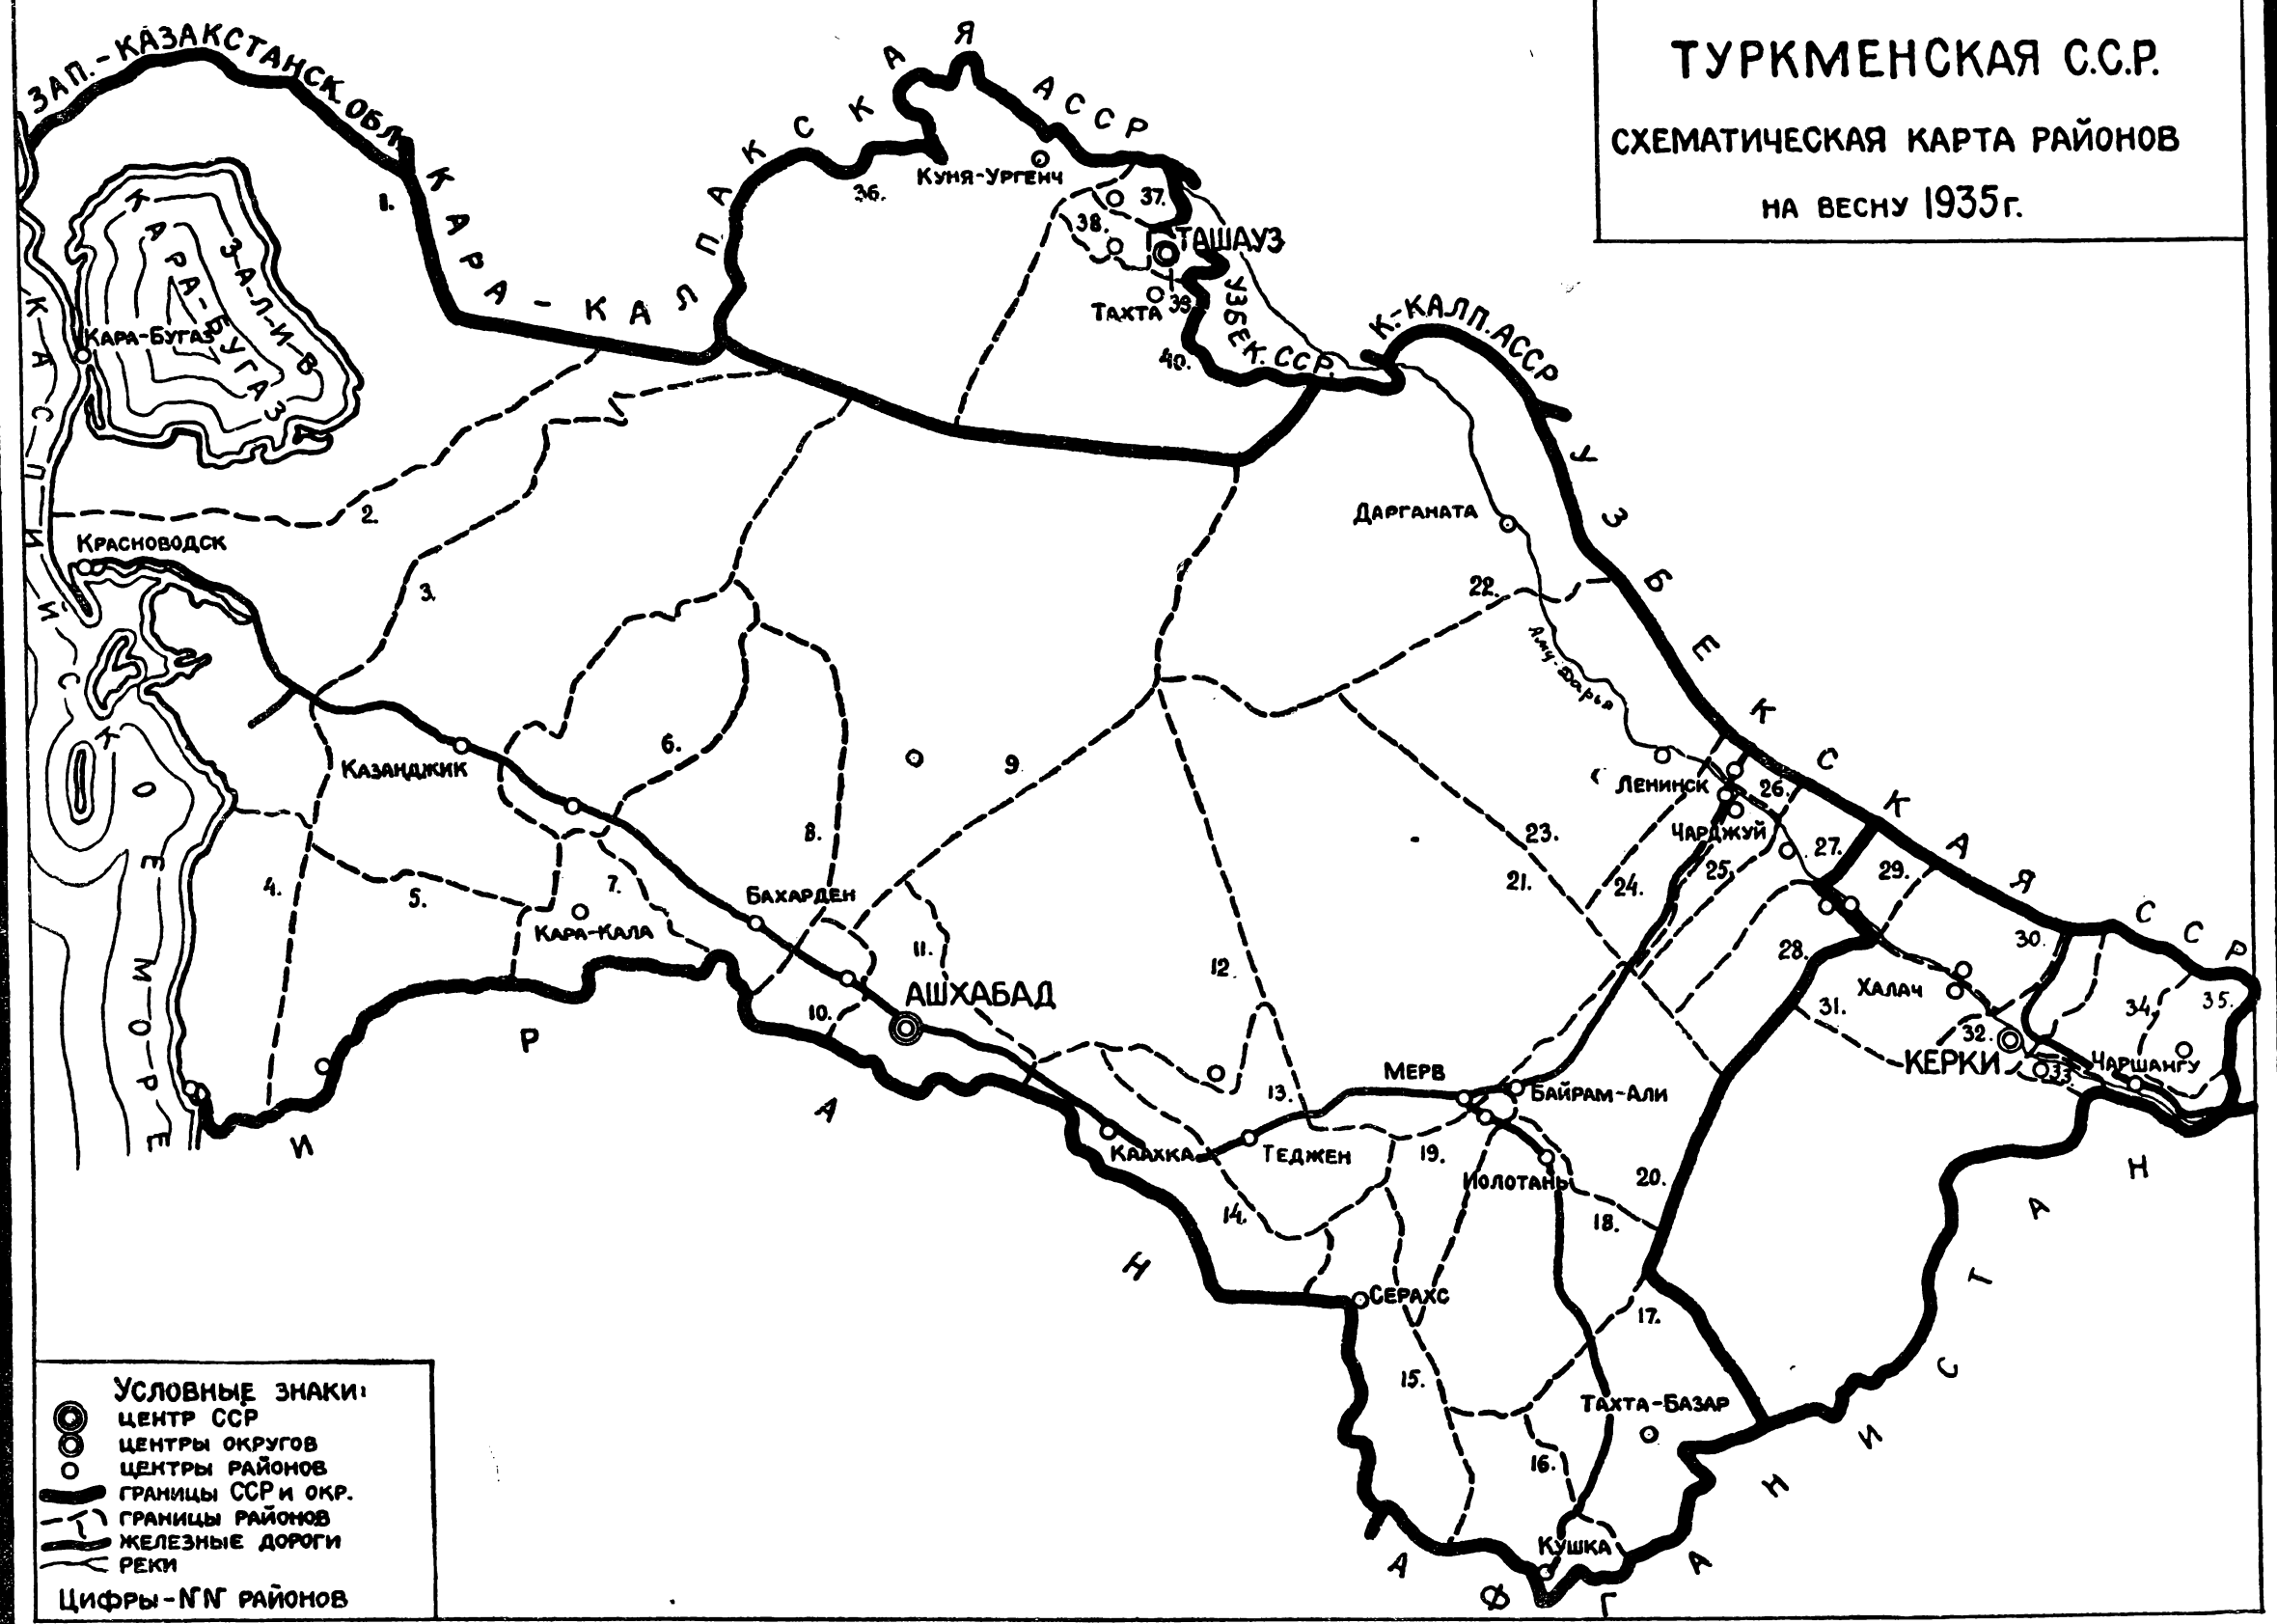 ТУРКМЕНСКАЯ С.С.Р.
СХЕМАТИЧЕСКАЯ КАРТА РАЙОНОВ
НА ВЕСНУ 1935г.
ЗАП.-КАЗАКСТАНСК.ОБЛ.
КАРА-КАЛПАКСКАЯ АССР
УЗБЕК.ССР.
К.-КАЛП.АССР
УЗБЕКСКАЯ ССР
ИРАН
АФГАНИСТАН
КАСПИЙСКОЕ МОРЕ
ЗАЛИВ
КАРА-БУГАЗ
КАРА-БУГАЗ
КУНЯ-УРГЕНЧ
ТАШАУЗ
ТАХТА
КРАСНОВОДСК
ДАРГАНАТА
АМУ-ДАРЬЯ
КАЗАНДЖИК
ЛЕНИНСК
ЧАРДЖУЙ
БАХАРДЕН
КАРА-КАЛА
АШХАБАД
ХАЛАЧ
КЕРКИ
ЧАРШАНГУ
МЕРВ
БАЙРАМ-АЛИ
КААХКА
ТЕДЖЕН
ИОЛОТАНЬ
СЕРАХС
ТАХТА-БАЗАР
КУШКА
1.
2.
3.
4.
5.
6.
7.
8.
9
10.
11.
12.
13.
14.
15.
16.
17.
18.
19.
20.
21.
22.
23.
24.
25.
26.
27.
28.
29.
30.
31.
32.
33.
34.
35.
36.
37.
38.
39.
40.
УСЛОВНЫЕ ЗНАКИ:
ЦЕНТР ССР
ЦЕНТРЫ ОКРУГОВ
ЦЕНТРЫ РАЙОНОВ
ГРАНИЦЫ ССР И ОКР.
ГРАНИЦЫ РАЙОНОВ
ЖЕЛЕЗНЫЕ ДОРОГИ
РЕКИ
ЦИФРЫ-NN РАЙОНОВ